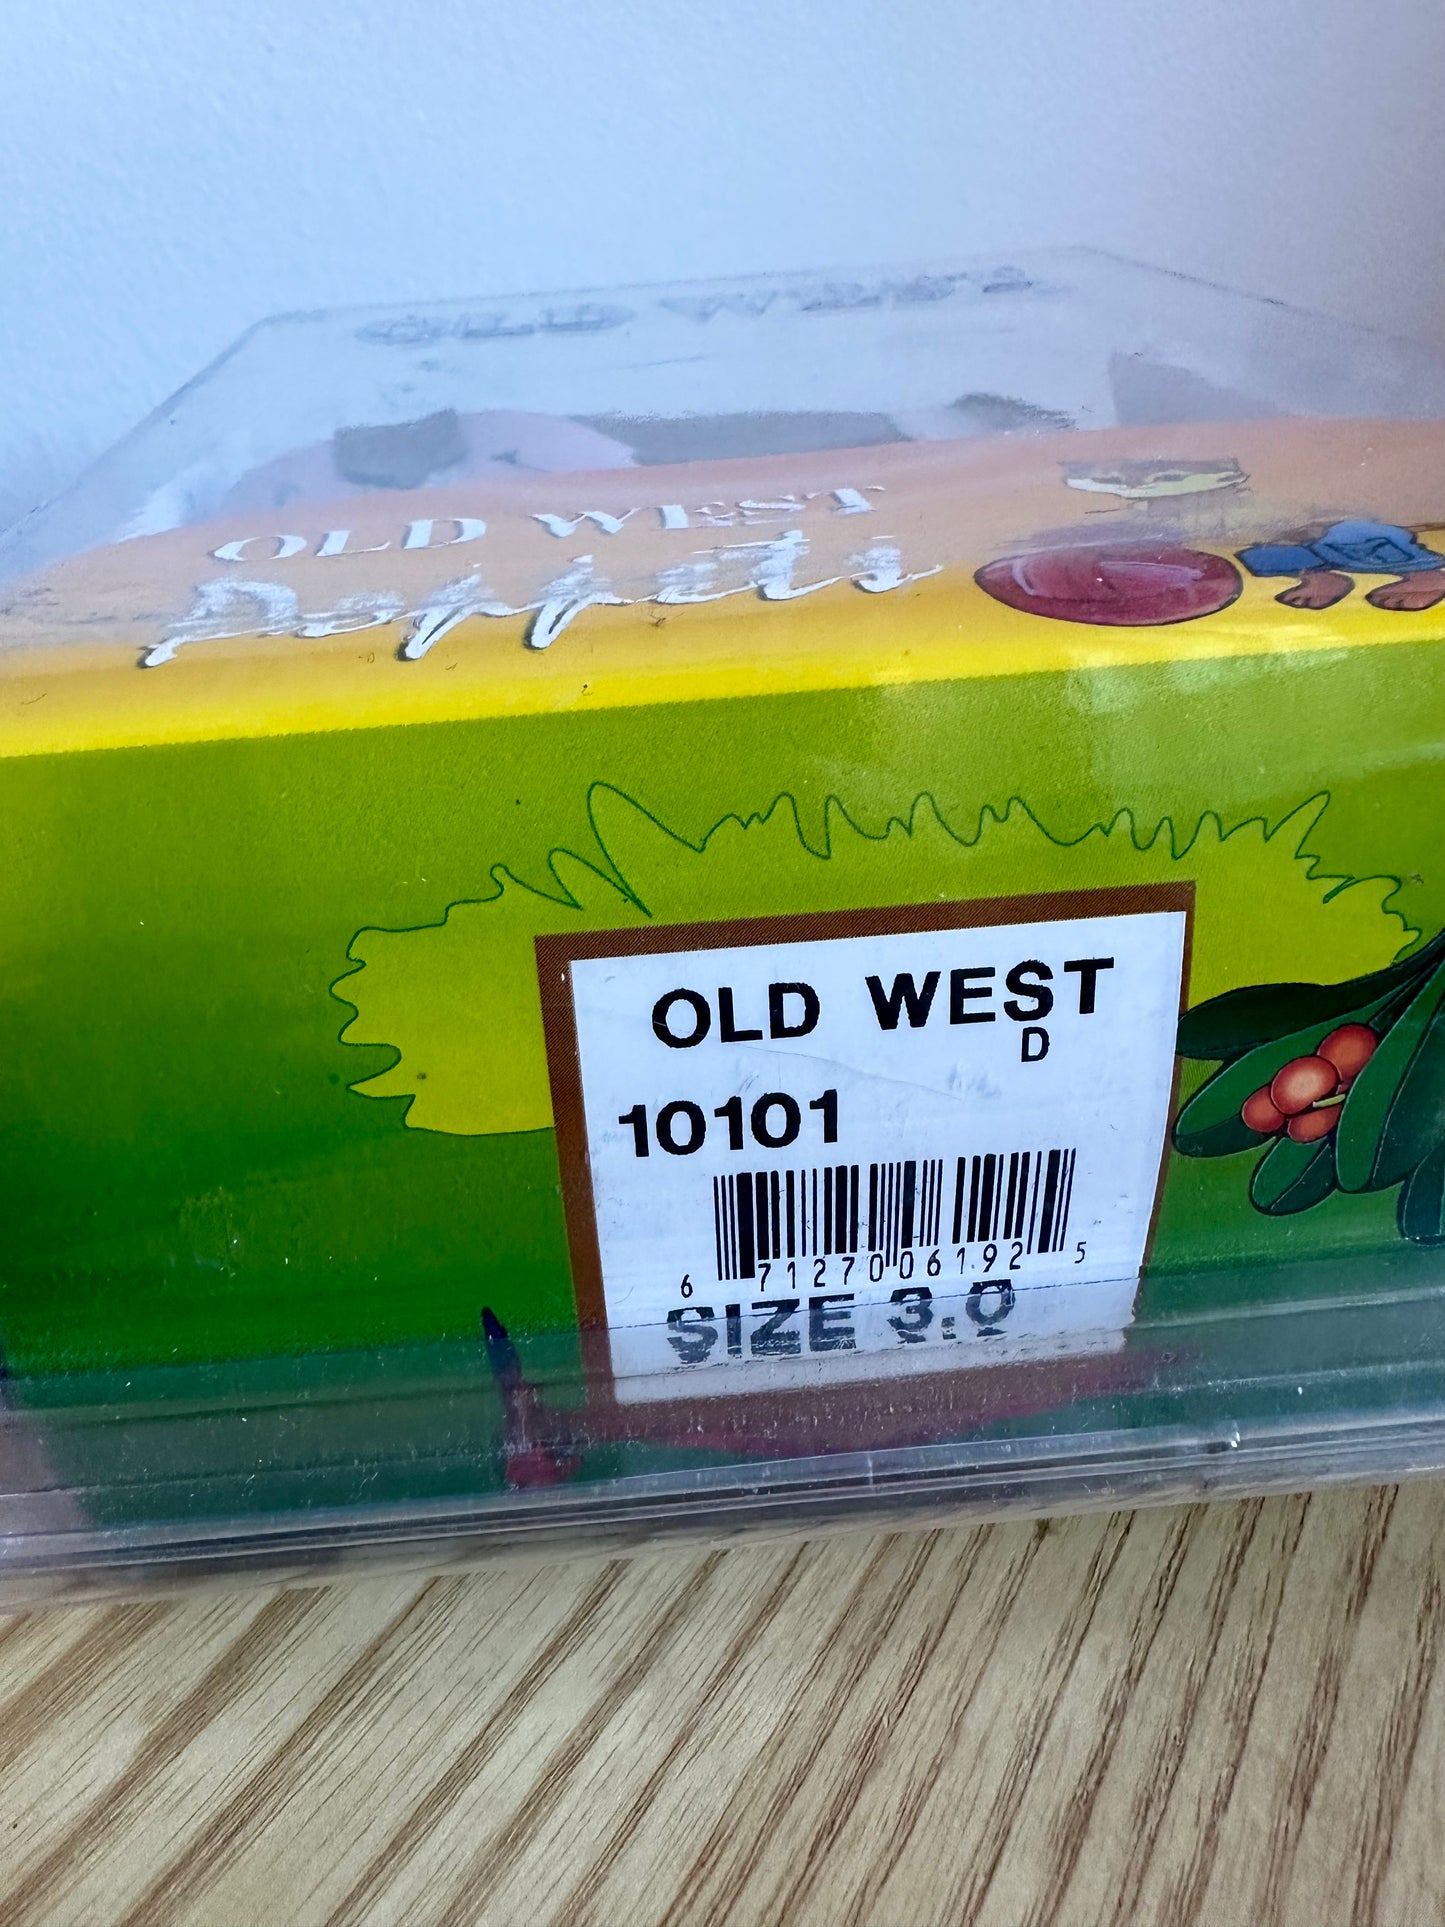 OLD WEST
OLD WEST
Poppets
OLD WEST
D
10101
6 71270 06192 5
SIZE 3.0